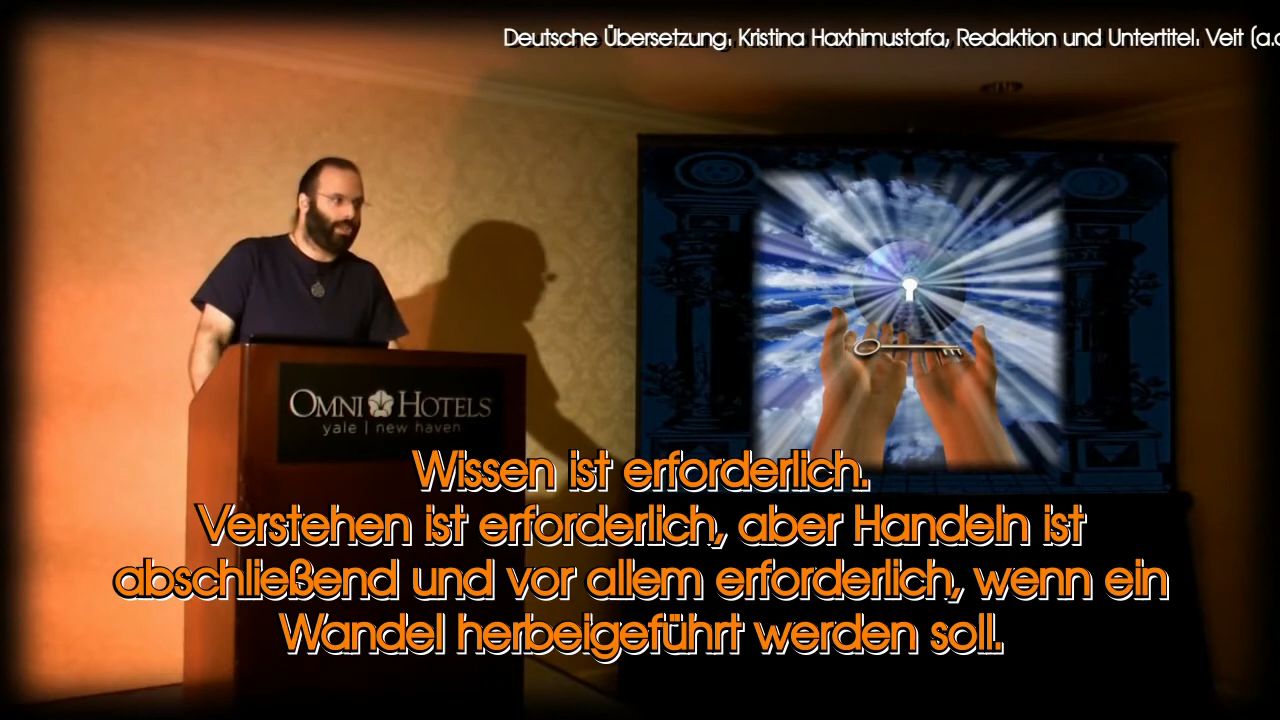 Deutsche Übersetzung: Kristina Haxhimustafa, Redaktion und Untertitel: Veit (a.
OMNI HOTELS
yale | new haven
Wissen ist erforderlich.
Verstehen ist erforderlich, aber Handeln ist
abschließend und vor allem erforderlich, wenn ein
Wandel herbeigeführt werden soll.